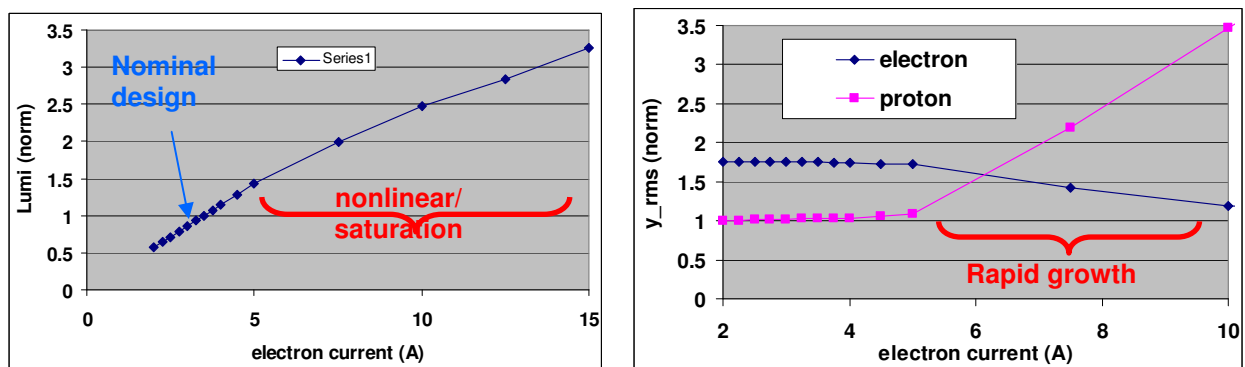 3.5
3
2.5
2
1.5
1
0.5
0
Lumi (norm)
Series1
Nominal
design
nonlinear/
saturation
0 5 10 15
electron current (A)
3.5
3
2.5
2
1.5
1
0.5
0
y_rms (norm)
electron
proton
Rapid growth
2 4 6 8 10
electron current (A)